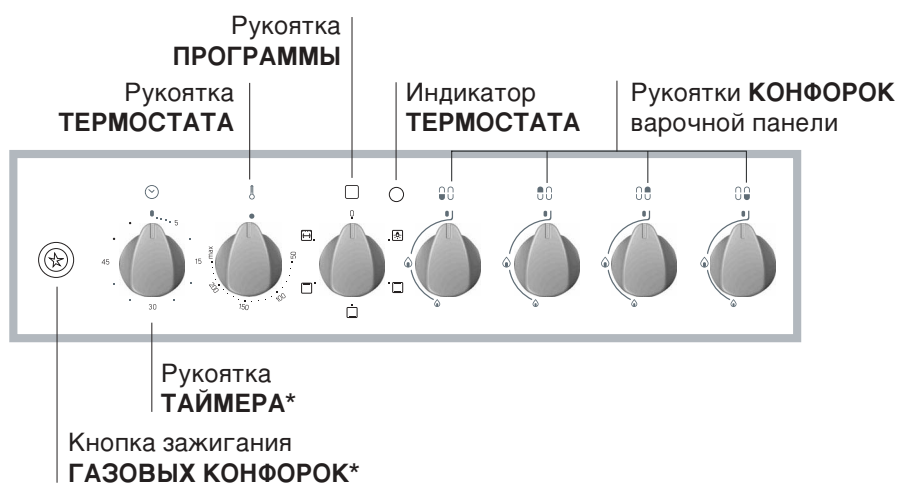 Рукоятка
ПРОГРАММЫ
Рукоятка
ТЕРМОСТАТА
Индикатор
ТЕРМОСТАТА
Рукоятки КОНФОРОК
варочной панели
5
15
30
45
50
100
150
200
max
Рукоятка
ТАЙМЕРА*
Кнопка зажигания
ГАЗОВЫХ КОНФОРОК*